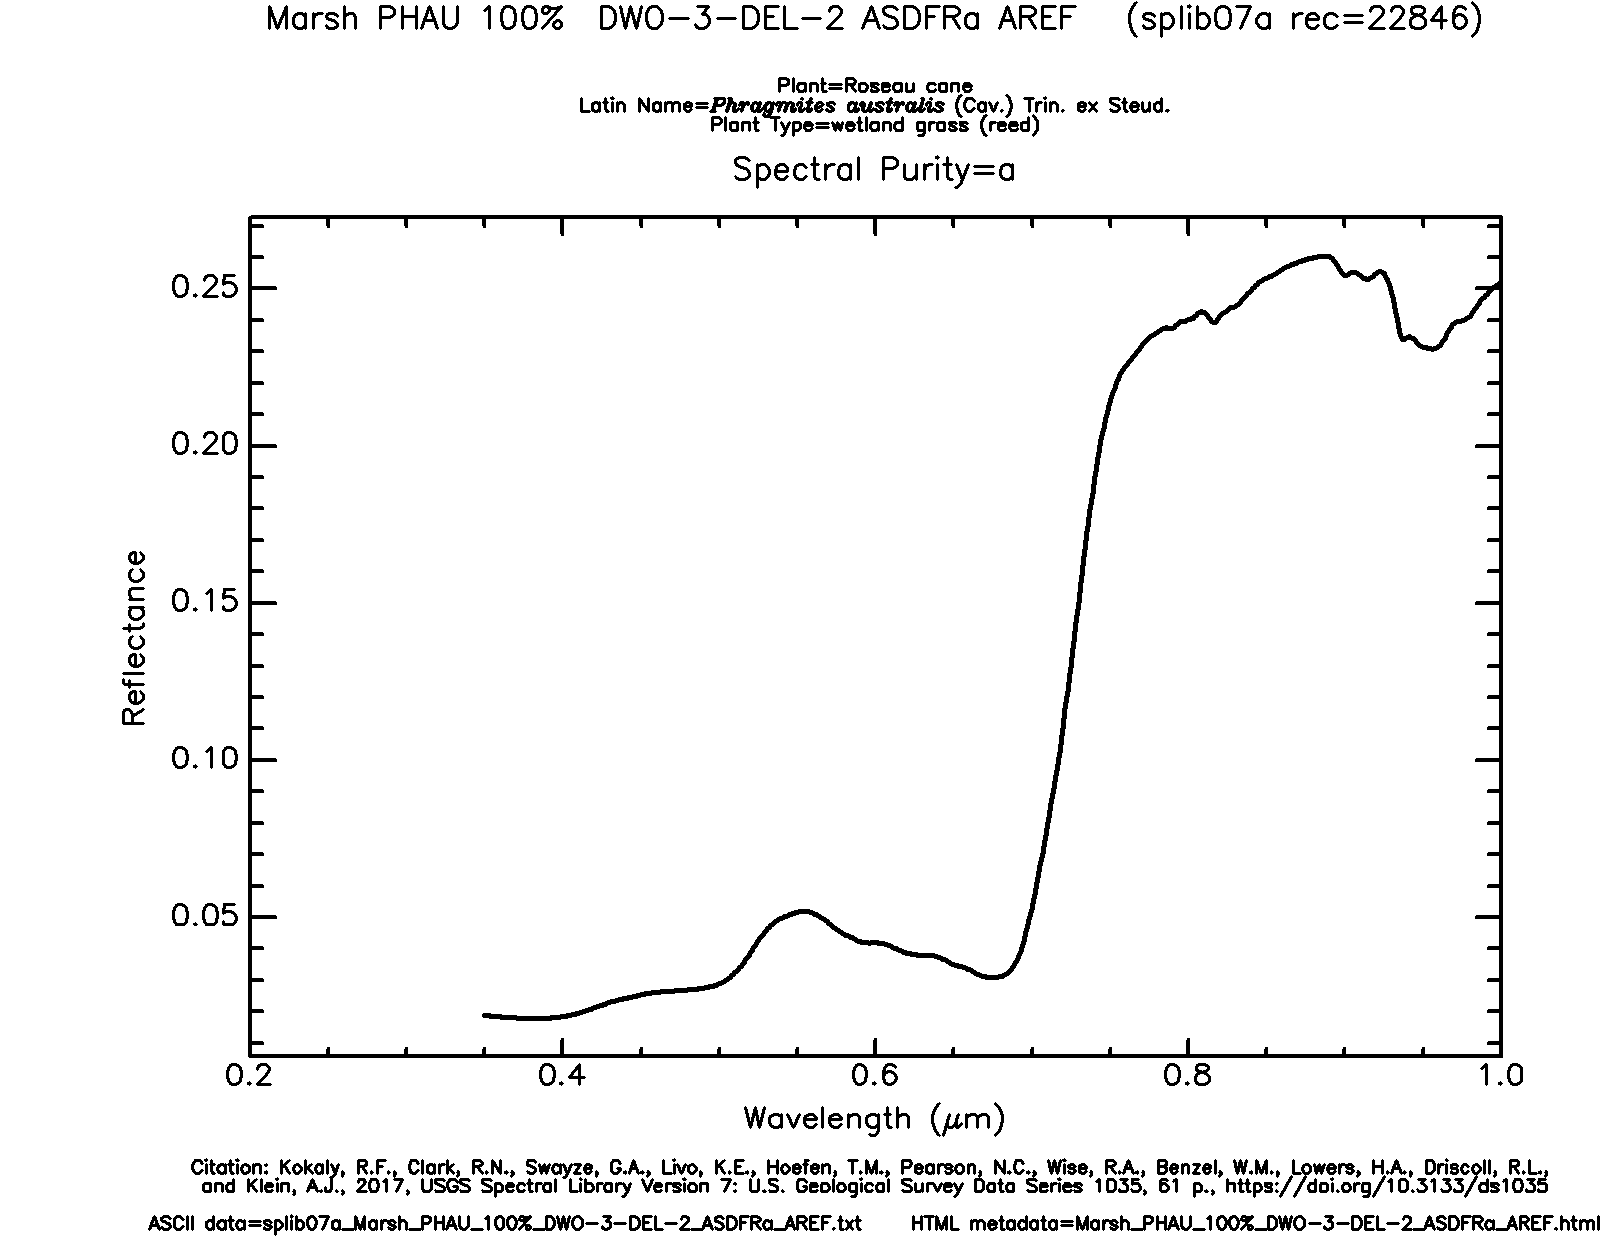 Marsh PHAU 100% DWO-3-DEL-2 ASDFRa AREF (splib07a rec=22846)
Plant=Roseau cane
Latin Name=Phragmites australis (Cav.) Trin. ex Steud.
Plant Type=wetland grass (reed)
Spectral Purity=a
0.25
0.20
0.15
0.10
0.05
Reflectance
0.2 0.4 0.6 0.8 1.0
Wavelength (μm)
Citation: Kokaly, R.F., Clark, R.N., Swayze, G.A., Livo, K.E., Hoefen, T.M., Pearson, N.C., Wise, R.A., Benzel, W.M., Lowers, H.A., Driscoll, R.L.,
and Klein, A.J., 2017, USGS Spectral Library Version 7: U.S. Geological Survey Data Series 1035, 61 p., https://doi.org/10.3133/ds1035
ASCII data=splib07a_Marsh_PHAU_100%_DWO-3-DEL-2_ASDFRa_AREF.txt HTML metadata=Marsh_PHAU_100%_DWO-3-DEL-2_ASDFRa_AREF.html